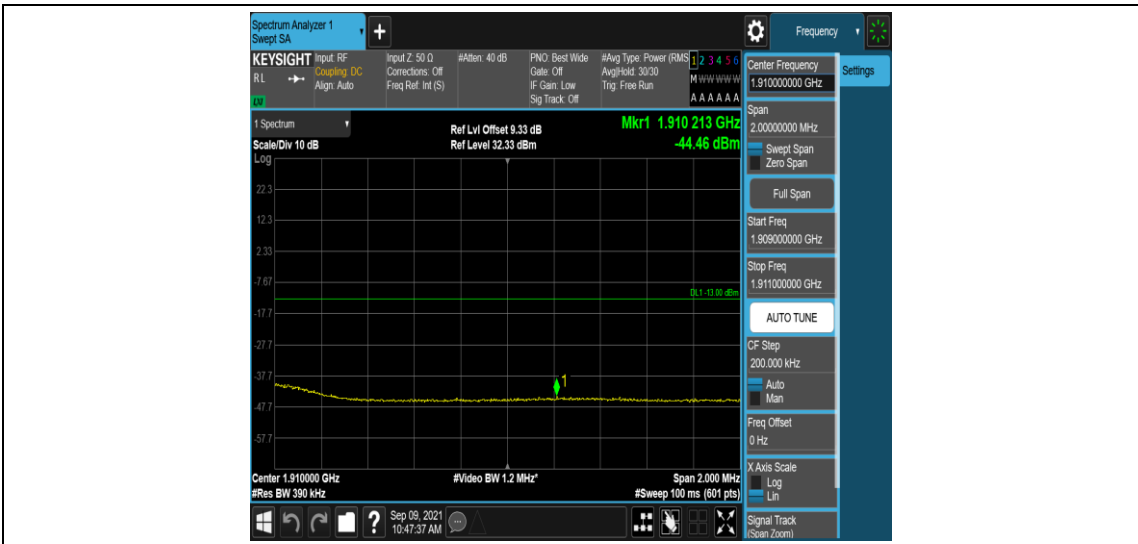 Spectrum Analyzer 1
Swept SA
+
Frequency
KEYSIGHT
Input: RF
Coupling: DC
Align: Auto
RL
Input Z: 50 Ω
Corrections: Off
Freq Ref: Int (S)
#Atten: 40 dB
PNO: Best Wide
Gate: Off
IF Gain: Low
Sig Track: Off
#Avg Type: Power (RMS
Avg|Hold: 30/30
Trig: Free Run
1 2 3 4 5 6
M W W W W W
A A A A A A
1 Spectrum
Scale/Div 10 dB
Log
Ref Lvl Offset 9.33 dB
Ref Level 32.33 dBm
Mkr1 1.910 213 GHz
-44.46 dBm
22.3
12.3
2.33
-7.67
-17.7
-27.7
-37.7
-47.7
-57.7
DL1 -13.00 dBm
1
Center 1.910000 GHz
#Res BW 390 kHz
#Video BW 1.2 MHz*
Span 2.000 MHz
#Sweep 100 ms (601 pts)
Center Frequency
1.910000000 GHz
Settings
Span
2.00000000 MHz
Swept Span
Zero Span
Full Span
Start Freq
1.909000000 GHz
Stop Freq
1.911000000 GHz
AUTO TUNE
CF Step
200.000 kHz
Auto
Man
Freq Offset
0 Hz
X Axis Scale
Log
Lin
Signal Track
(Span Zoom)
?
Sep 09, 2021
10:47:37 AM